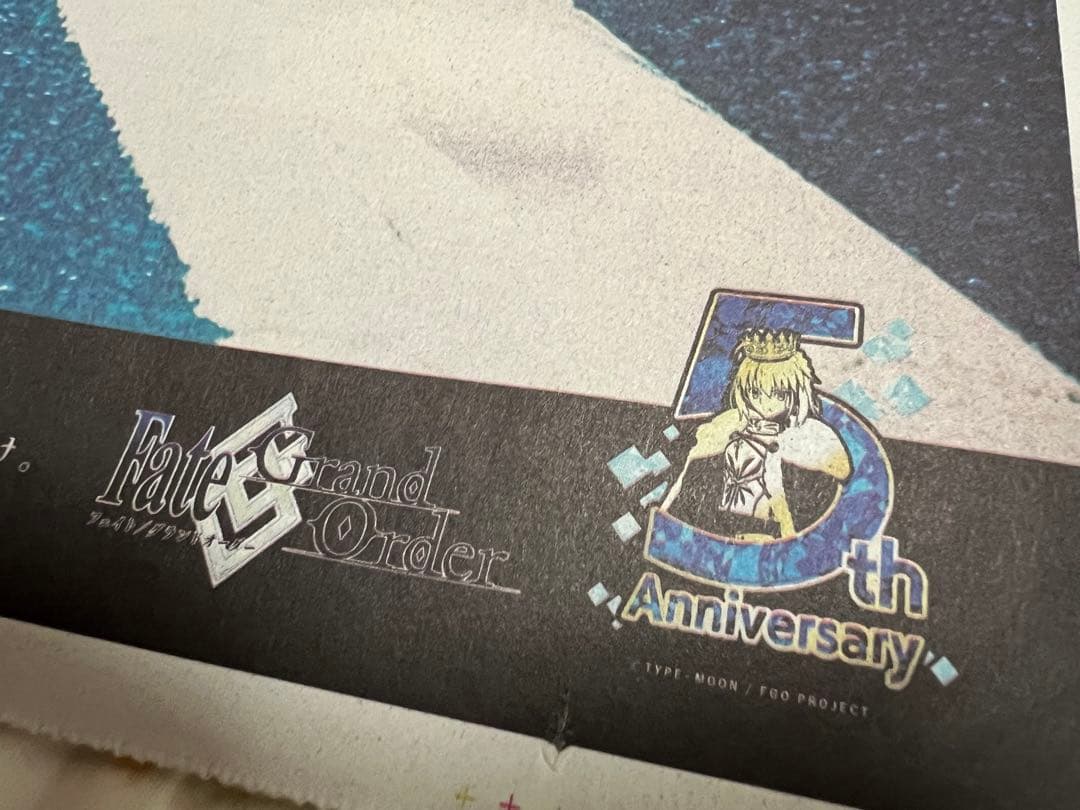 す。
Fate
Grand
Order
フェイト/グランドオーダー
5th
Anniversary
© TYPE-MOON / FGO PROJECT